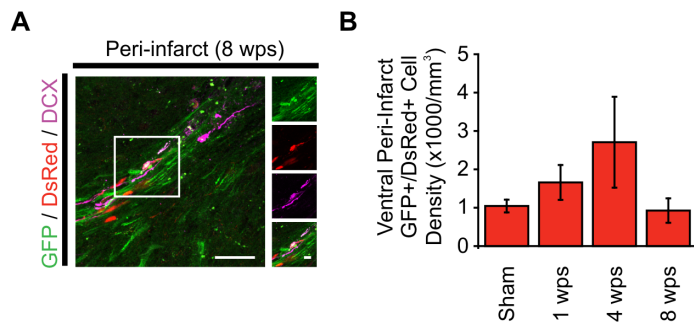 A
Peri-infarct (8 wps)
GFP / DsRed / DCX
B
Ventral Peri-Infarct
GFP+/DsRed+ Cell
Density (x1000/mm³)
5
4
3
2
1
0
Sham
1 wps
4 wps
8 wps